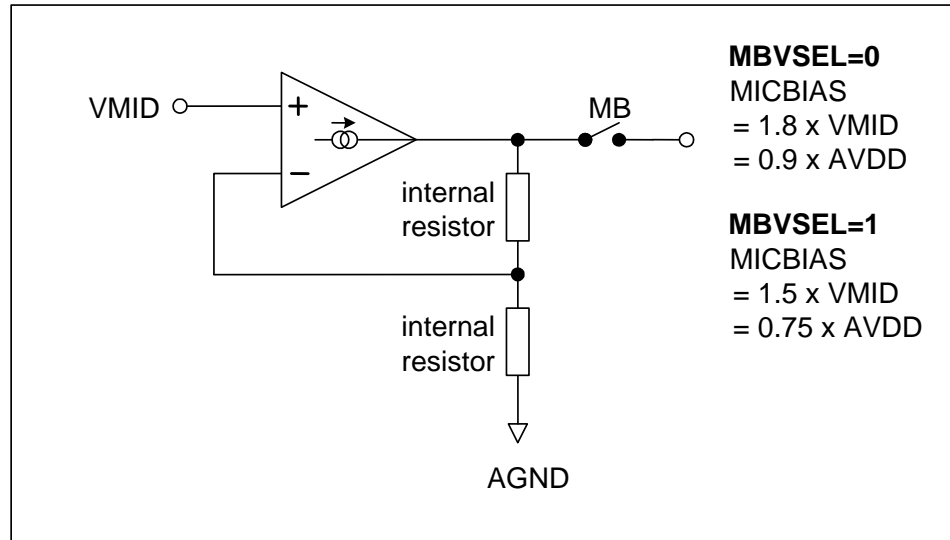 VMID
+
−
MB
internal
resistor
internal
resistor
AGND
MBVSEL=0
MICBIAS
= 1.8 x VMID
= 0.9 x AVDD
MBVSEL=1
MICBIAS
= 1.5 x VMID
= 0.75 x AVDD